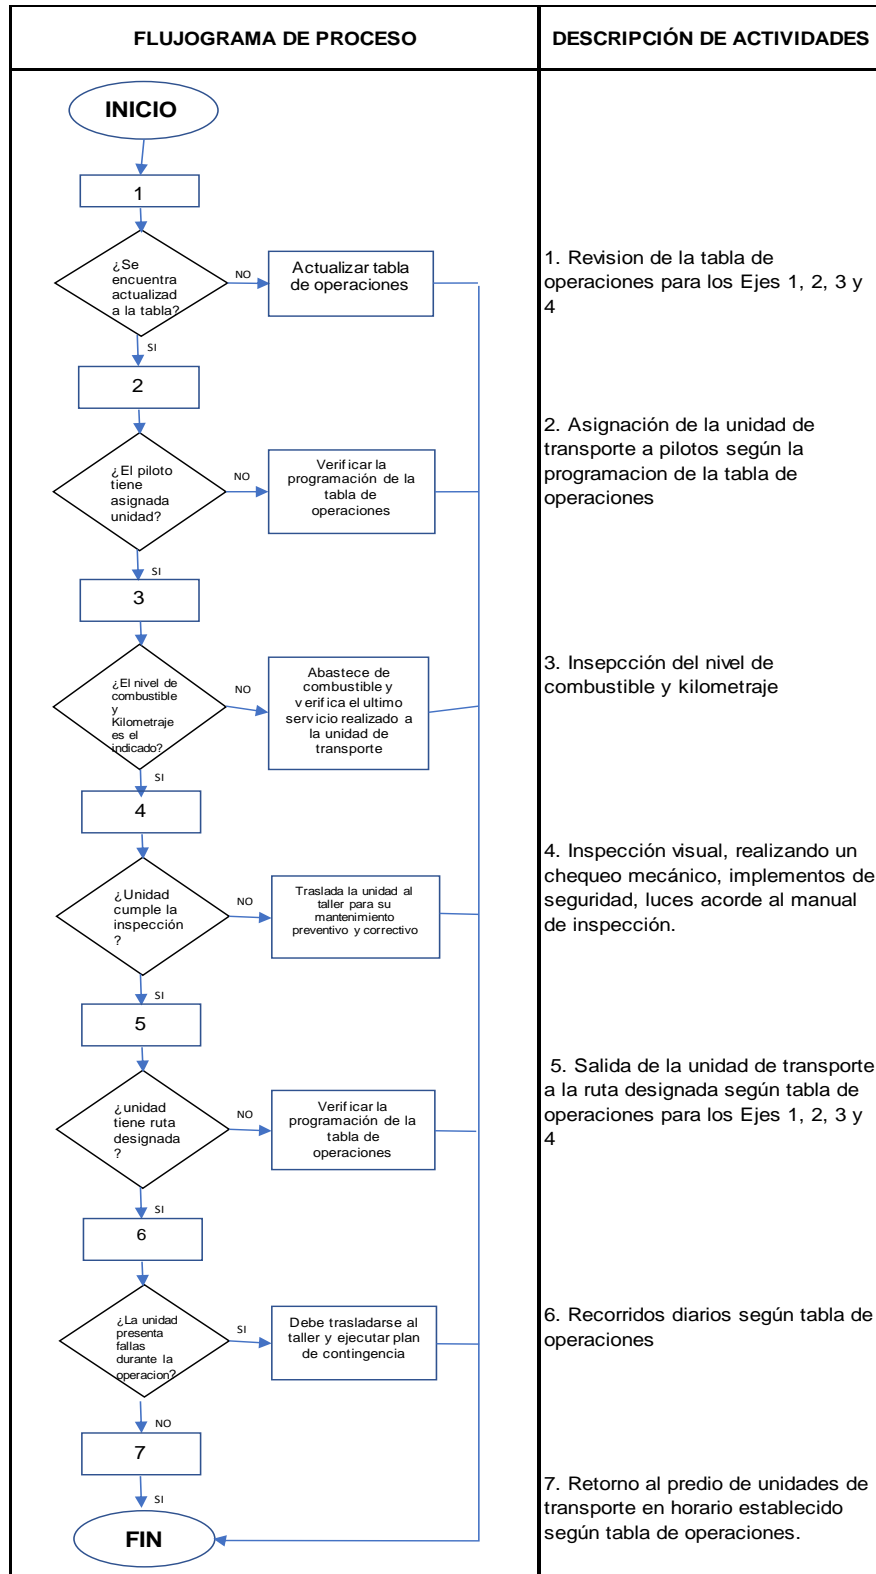 FLUJOGRAMA DE PROCESO
DESCRIPCIÓN DE ACTIVIDADES
INICIO
1
¿Se
encuentra
actualizad
a la tabla?
NO
Actualizar tabla
de operaciones
SI
1. Revision de la tabla de
operaciones para los Ejes 1, 2, 3 y
4
2
¿El piloto
tiene
asignada
unidad?
NO
Verificar la
programación de la
tabla de
operaciones
SI
2. Asignación de la unidad de
transporte a pilotos según la
programacion de la tabla de
operaciones
3
¿El nivel de
combustible
y
Kilometraje
es el
indicado?
NO
Abastece de
combustible y
verifica el ultimo
servicio realizado a
la unidad de
transporte
SI
3. Insepcción del nivel de
combustible y kilometraje
4
¿Unidad
cumple la
inspección
?
NO
Traslada la unidad al
taller para su
mantenimiento
preventivo y correctivo
SI
4. Inspección visual, realizando un
chequeo mecánico, implementos de
seguridad, luces acorde al manual
de inspección.
5
¿unidad
tiene ruta
designada
?
NO
Verificar la
programación de la
tabla de
operaciones
SI
5. Salida de la unidad de transporte
a la ruta designada según tabla de
operaciones para los Ejes 1, 2, 3 y
4
6
¿La unidad
presenta
fallas
durante la
operacion?
SI
Debe trasladarse al
taller y ejecutar plan
de contingencia
NO
6. Recorridos diarios según tabla de
operaciones
7
SI
FIN
7. Retorno al predio de unidades de
transporte en horario establecido
según tabla de operaciones.